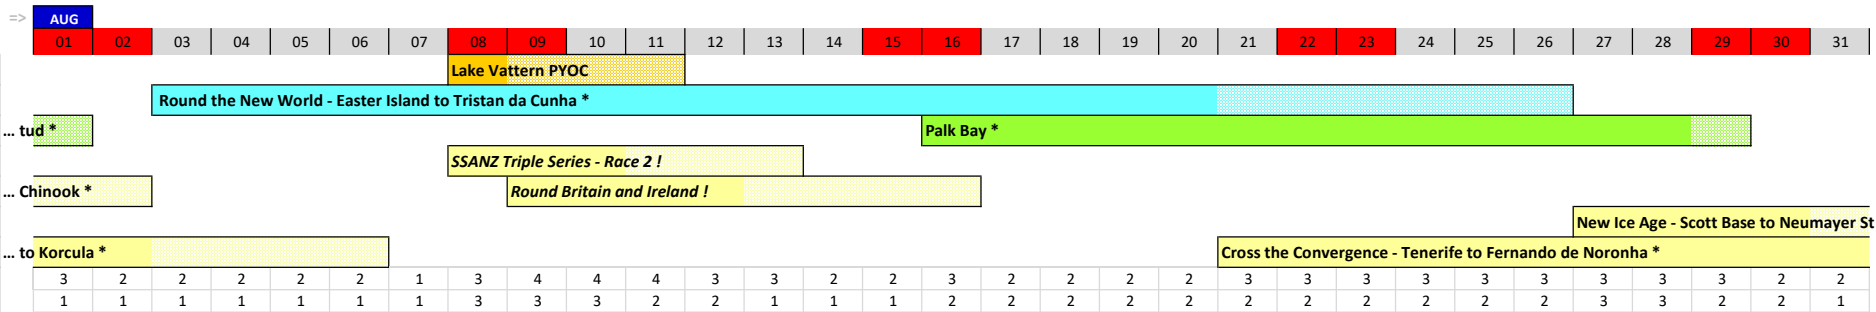 => AUG
01 02 03 04 05 06 07 08 09 10 11 12 13 14 15 16 17 18 19 20 21 22 23 24 25 26 27 28 29 30 31
Lake Vattern PYOC
Round the New World - Easter Island to Tristan da Cunha *
... tud * Palk Bay *
SSANZ Triple Series - Race 2 !
... Chinook * Round Britain and Ireland !
New Ice Age - Scott Base to Neumayer St
... to Korcula * Cross the Convergence - Tenerife to Fernando de Noronha *
3 2 2 2 2 2 1 3 4 4 4 3 3 2 2 3 2 2 2 2 3 3 3 3 3 3 3 3 3 2 2
1 1 1 1 1 1 1 3 3 3 2 2 1 1 1 2 2 2 2 2 2 2 2 2 2 2 3 3 2 2 1